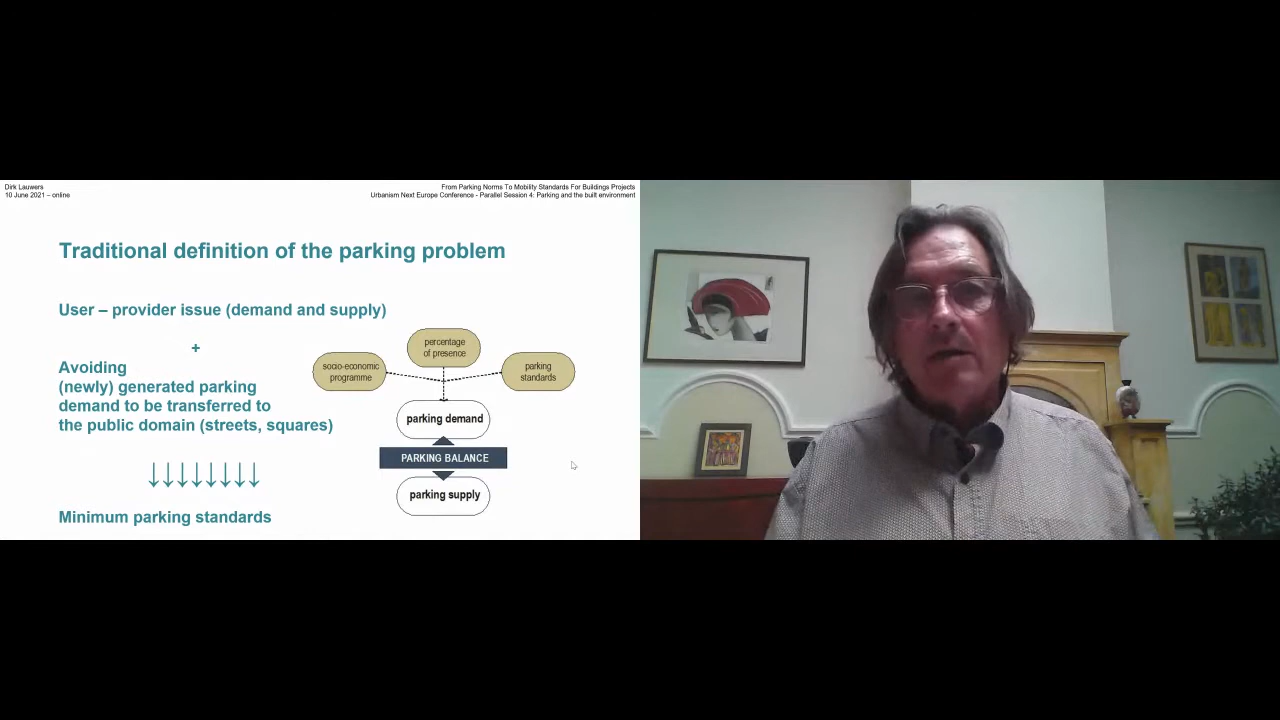 Dirk Lauwers
10 June 2021 – online
From Parking Norms To Mobility Standards For Buildings Projects
Urbanism Next Europe Conference - Parallel Session 4: Parking and the built environment
Traditional definition of the parking problem
User – provider issue (demand and supply)
+
Avoiding
(newly) generated parking
demand to be transferred to
the public domain (streets, squares)
↓↓↓↓↓↓↓↓
Minimum parking standards
percentage
of presence
socio-economic
programme
parking
standards
parking demand
PARKING BALANCE
parking supply